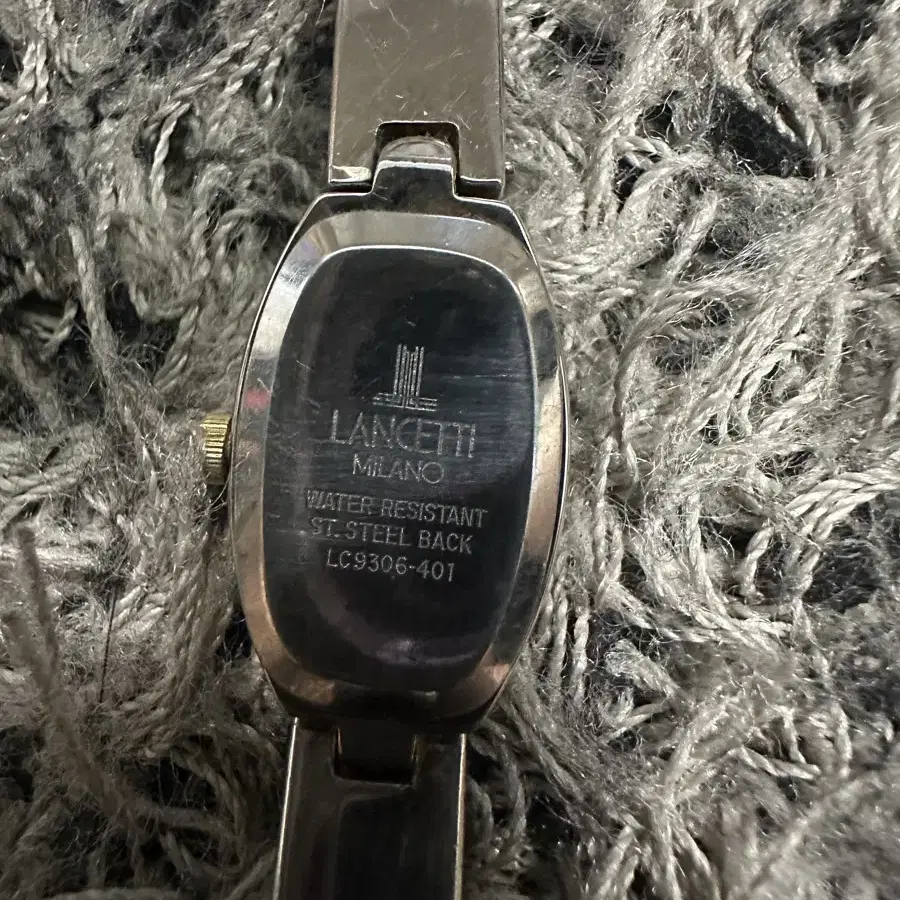 LANCETTI
MILANO
WATER RESISTANT
ST. STEEL BACK
LC9306-401